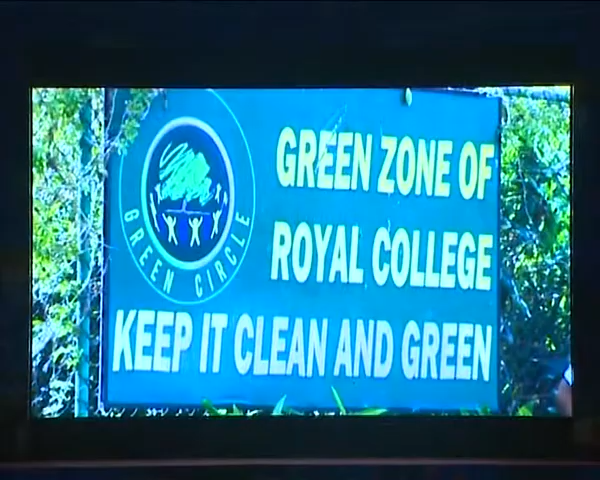 GREEN ZONE OF
ROYAL COLLEGE
KEEP IT CLEAN AND GREEN
GREEN CIRCLE